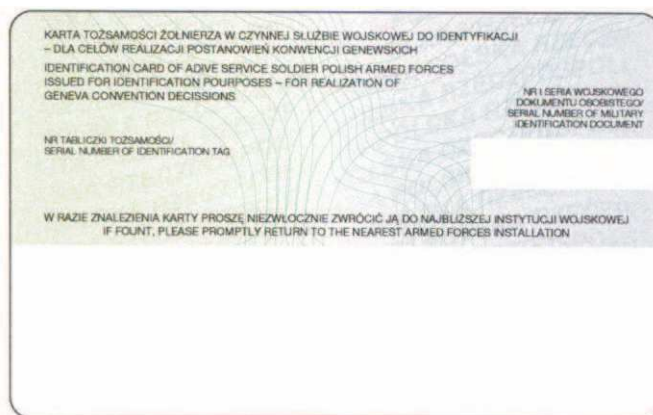 KARTA TOŻSAMOŚCI ŻOŁNIERZA W CZYNNEJ SŁUŻBIE WOJSKOWEJ DO IDENTYFIKACJI
– DLA CELÓW REALIZACJI POSTANOWIEŃ KONWENCJI GENEWSKICH
IDENTIFICATION CARD OF ADIVE SERVICE SOLDIER POLISH ARMED FORCES
ISSUED FOR IDENTIFICATION POURPOSES – FOR REALIZATION OF
GENEVA CONVENTION DECISSIONS
NR I SERIA WOJSKOWEGO
DOKUMENTU OSOBISTEGO/
SERIAL NUMBER OF MILITARY
IDENTIFICATION DOCUMENT
NR TABLICZKI TOŻSAMOŚCI/
SERIAL NUMBER OF IDENTIFICATION TAG
W RAZIE ZNALEZIENIA KARTY PROSZĘ NIEZWŁOCZNIE ZWRÓCIĆ JĄ DO NAJBLIŻSZEJ INSTYTUCJI WOJSKOWEJ
IF FOUNT, PLEASE PROMPTLY RETURN TO THE NEAREST ARMED FORCES INSTALLATION